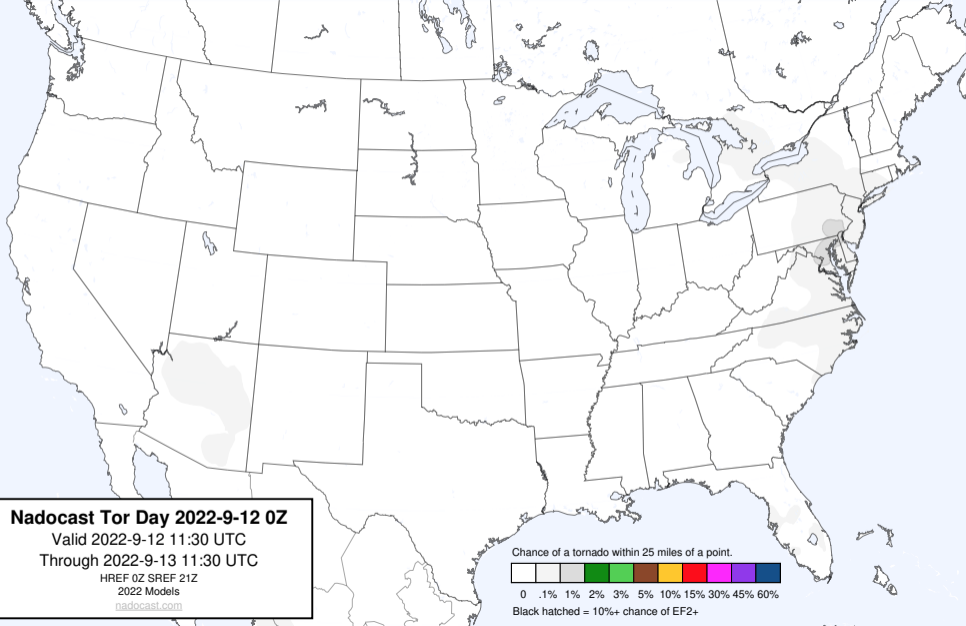 Nadocast Tor Day 2022-9-12 0Z
Valid 2022-9-12 11:30 UTC
Through 2022-9-13 11:30 UTC
HREF 0Z SREF 21Z
2022 Models
nadocast.com
Chance of a tornado within 25 miles of a point.
0 .1% 1% 2% 3% 5% 10% 15% 30% 45% 60%
Black hatched = 10%+ chance of EF2+